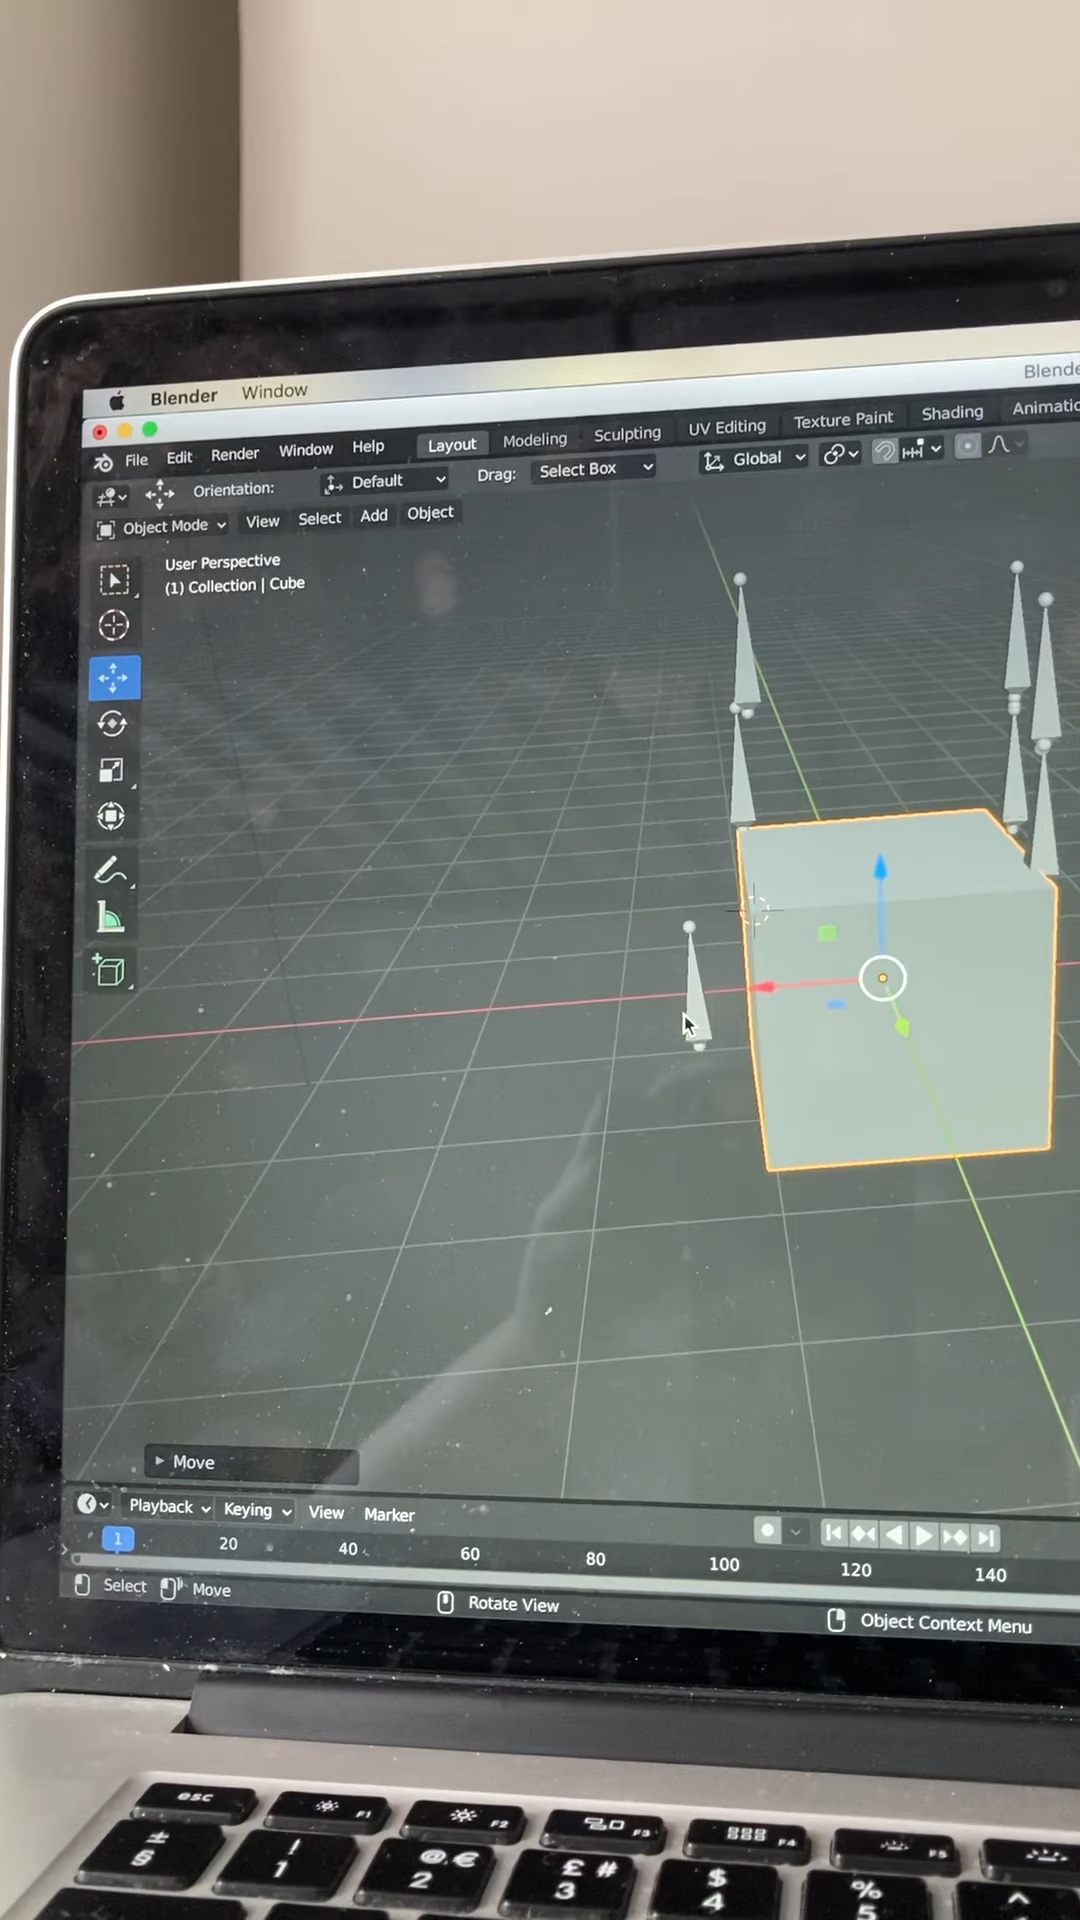 Blender Window
Blende
File Edit Render Window Help Layout Modeling Sculpting UV Editing Texture Paint Shading Animatio
Orientation: Default Drag: Select Box Global
Object Mode View Select Add Object
User Perspective
(1) Collection | Cube
Move
Playback Keying View Marker
1 20 40 60 80 100 120 140
Select Move Rotate View Object Context Menu
esc F1 F2 F3 F4 F5
± ! @ € £ # $ % ^
§ 1 2 3 4 5